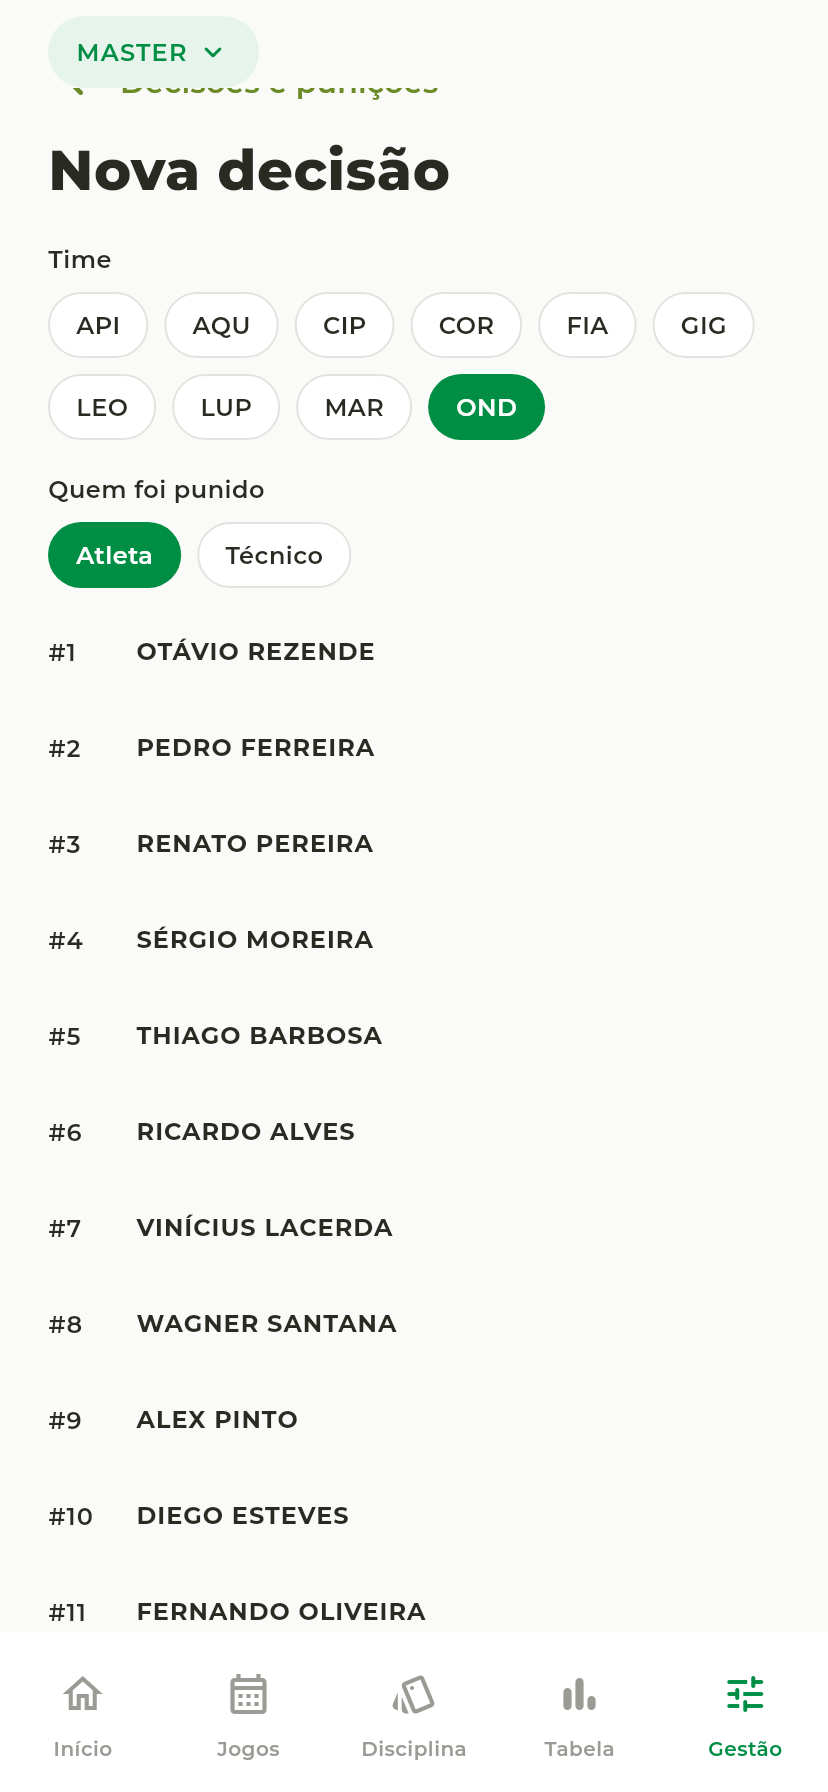 MASTER
Decisões e punições
Nova decisão
Time
API AQU CIP COR FIA GIG
LEO LUP MAR OND
Quem foi punido
Atleta Técnico
#1 OTÁVIO REZENDE
#2 PEDRO FERREIRA
#3 RENATO PEREIRA
#4 SÉRGIO MOREIRA
#5 THIAGO BARBOSA
#6 RICARDO ALVES
#7 VINÍCIUS LACERDA
#8 WAGNER SANTANA
#9 ALEX PINTO
#10 DIEGO ESTEVES
#11 FERNANDO OLIVEIRA
Início Jogos Disciplina Tabela Gestão